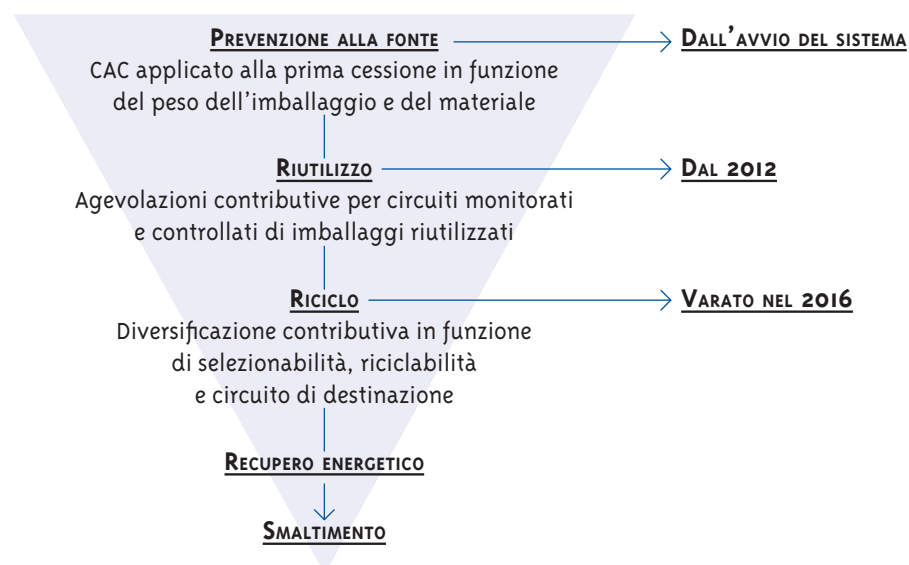 Prevenzione alla fonte
Dall'avvio del sistema
CAC applicato alla prima cessione in funzione
del peso dell'imballaggio e del materiale
Riutilizzo
Dal 2012
Agevolazioni contributive per circuiti monitorati
e controllati di imballaggi riutilizzati
Riciclo
Varato nel 2016
Diversificazione contributiva in funzione
di selezionabilità, riciclabilità
e circuito di destinazione
Recupero energetico
Smaltimento